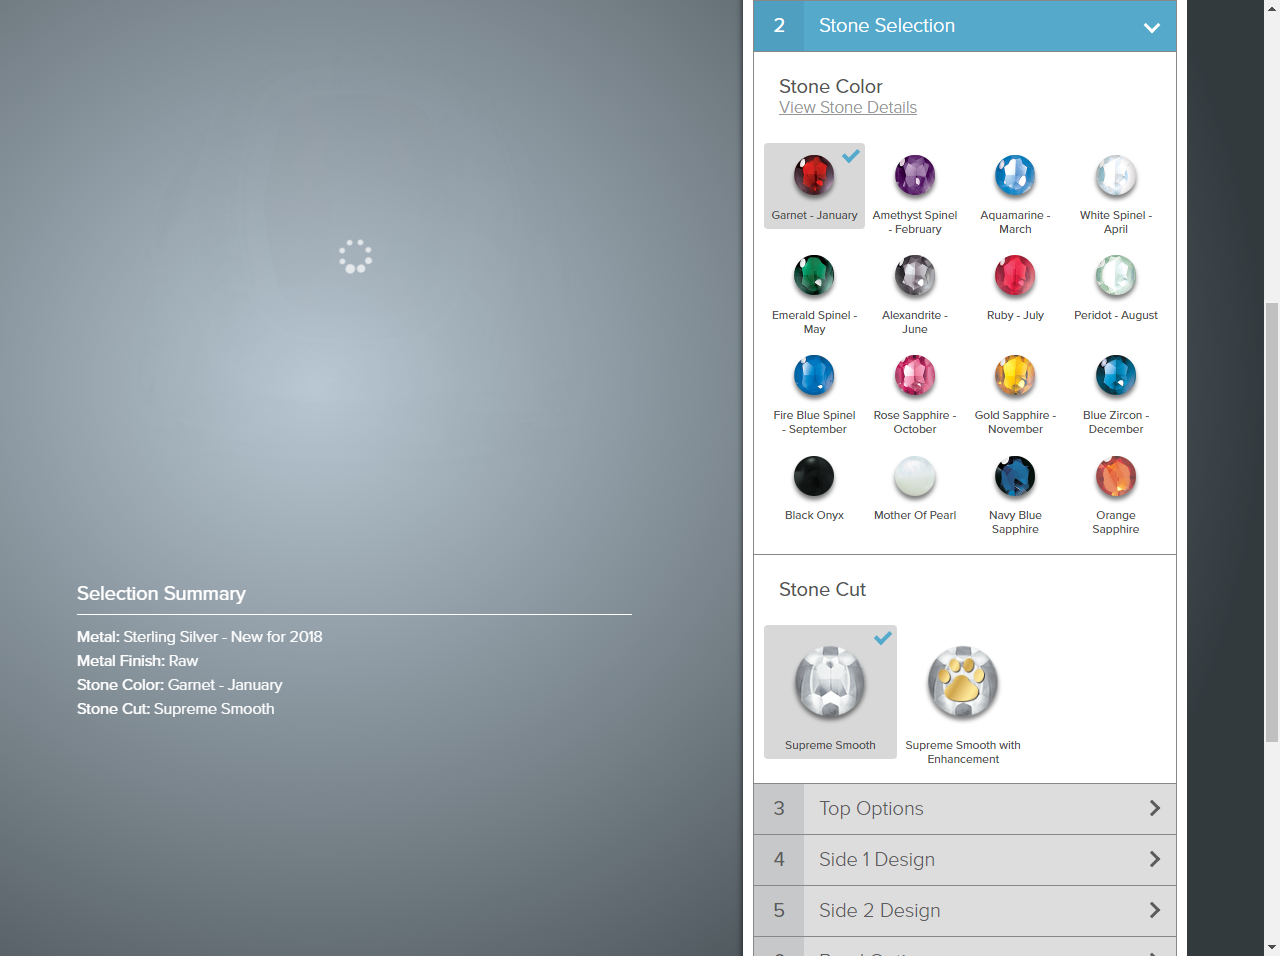 2 Stone Selection
Stone Color
View Stone Details
Garnet - January
Amethyst Spinel
- February
Aquamarine -
March
White Spinel -
April
Emerald Spinel -
May
Alexandrite -
June
Ruby - July
Peridot - August
Fire Blue Spinel
- September
Rose Sapphire -
October
Gold Sapphire -
November
Blue Zircon -
December
Black Onyx
Mother Of Pearl
Navy Blue
Sapphire
Orange
Sapphire
Stone Cut
Supreme Smooth
Supreme Smooth with
Enhancement
3 Top Options
4 Side 1 Design
5 Side 2 Design
Selection Summary
Metal: Sterling Silver - New for 2018
Metal Finish: Raw
Stone Color: Garnet - January
Stone Cut: Supreme Smooth